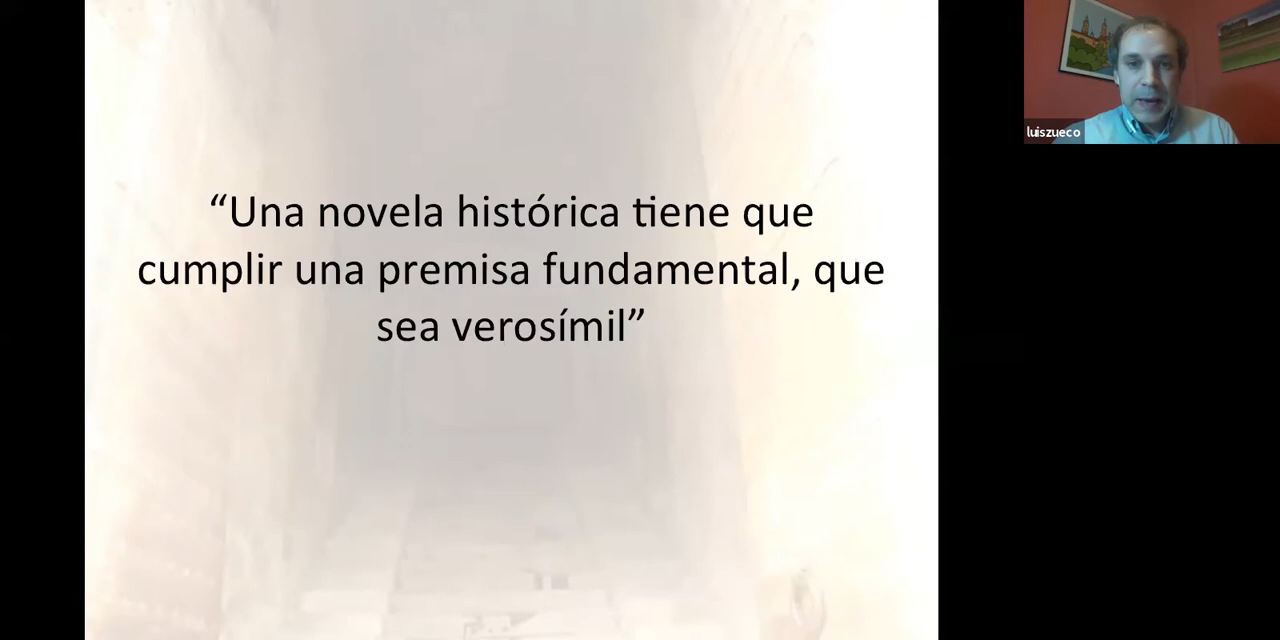 “Una novela histórica tiene que
cumplir una premisa fundamental, que
sea verosímil”
luiszueco